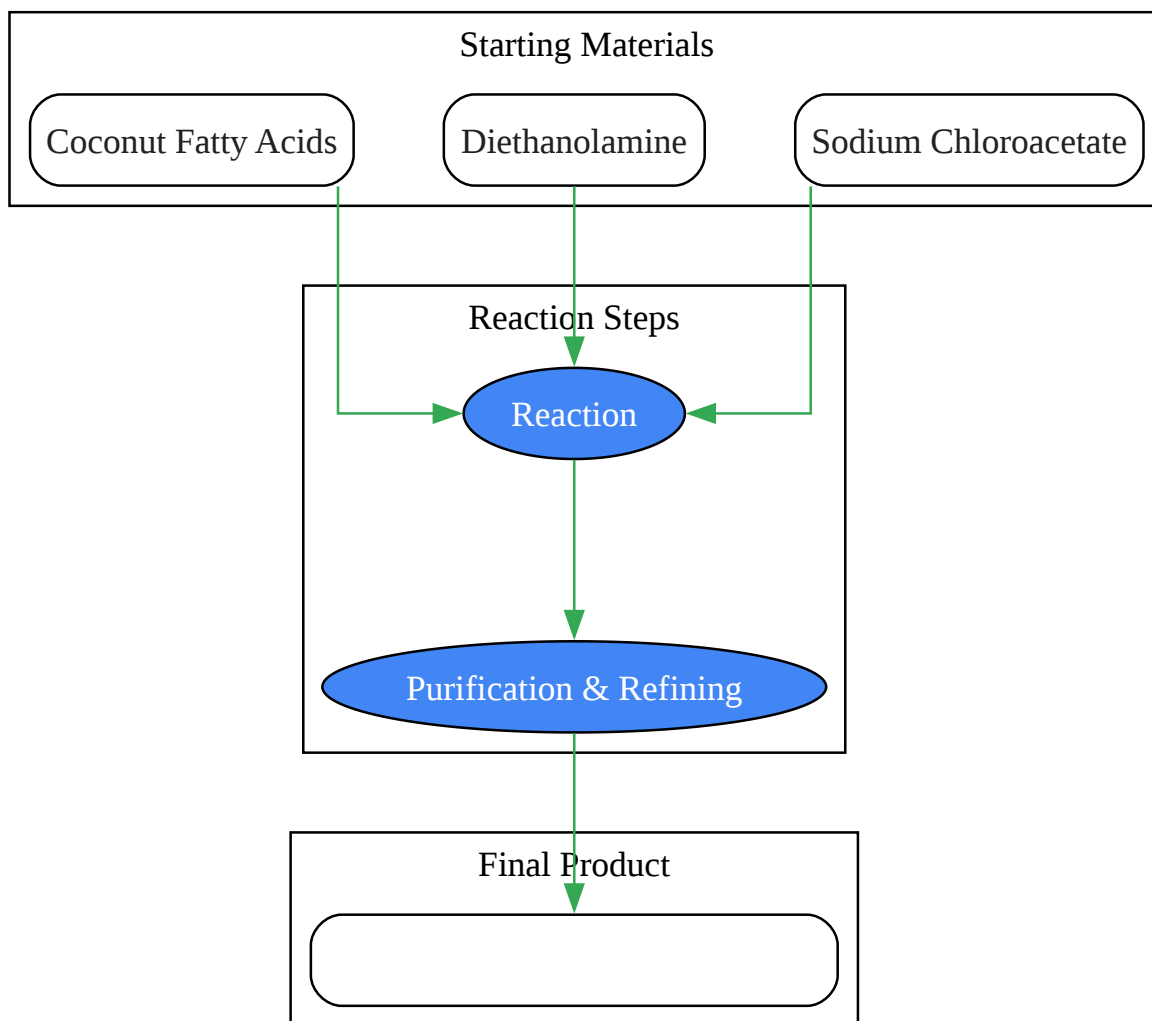 Starting Materials
Coconut Fatty Acids
Diethanolamine
Sodium Chloroacetate
Reaction Steps
Reaction
Purification & Refining
Final Product